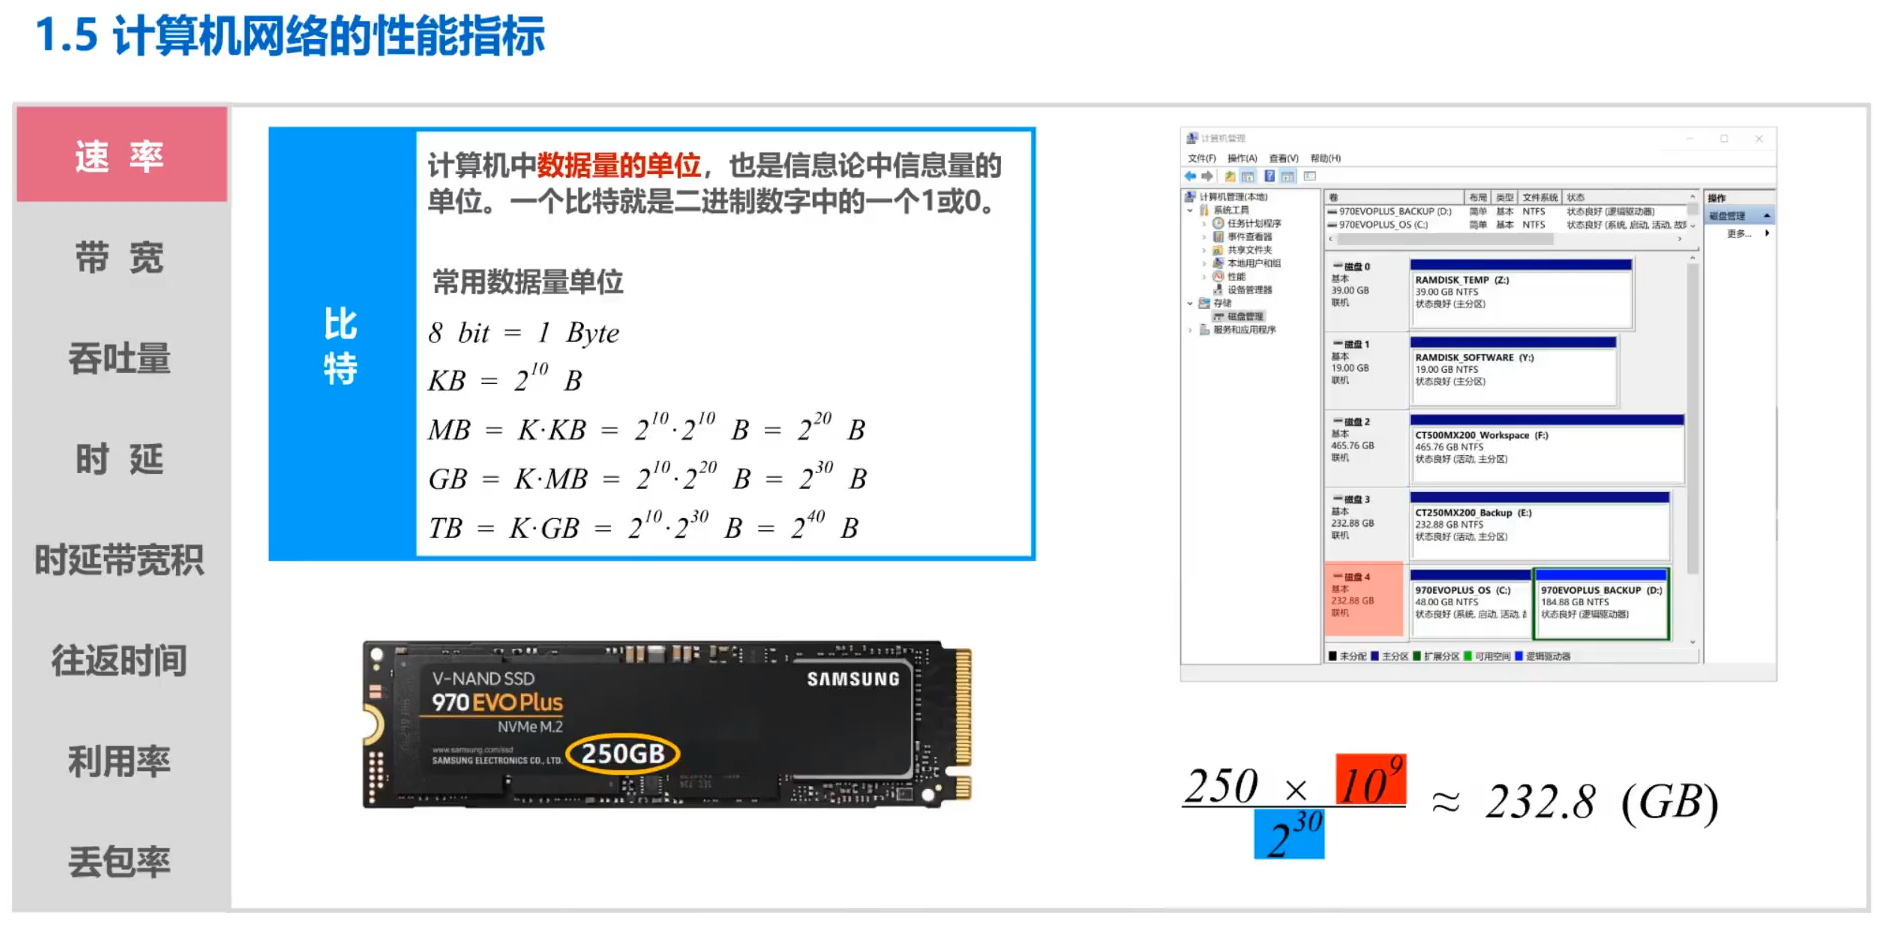 1.5 计算机网络的性能指标
速 率
带 宽
吞吐量
时 延
时延带宽积
往返时间
利用率
丢包率
比
特
计算机中数据量的单位，也是信息论中信息量的
单位。一个比特就是二进制数字中的一个1或0。
常用数据量单位
8 bit = 1 Byte
KB = 2^10 B
MB = K·KB = 2^10·2^10 B = 2^20 B
GB = K·MB = 2^10·2^20 B = 2^30 B
TB = K·GB = 2^10·2^30 B = 2^40 B
V-NAND SSD
970 EVO Plus
NVMe M.2
www.samsung.com/ssd
SAMSUNG ELECTRONICS CO., LTD.
250GB
SAMSUNG
计算机管理
文件(F) 操作(A) 查看(V) 帮助(H)
计算机管理(本地)
系统工具
任务计划程序
事件查看器
共享文件夹
本地用户和组
性能
设备管理器
存储
磁盘管理
服务和应用程序
卷 布局 类型 文件系统 状态
970EVOPLUS_BACKUP (D:) 简单 基本 NTFS 状态良好 (逻辑驱动器)
970EVOPLUS_OS (C:) 简单 基本 NTFS 状态良好 (系统, 启动, 活动, 故
操作
磁盘管理
更多...
磁盘 0
基本
39.00 GB
联机
RAMDISK_TEMP (Z:)
39.00 GB NTFS
状态良好 (主分区)
磁盘 1
基本
19.00 GB
联机
RAMDISK_SOFTWARE (Y:)
19.00 GB NTFS
状态良好 (主分区)
磁盘 2
基本
465.76 GB
联机
CT500MX200_Workspace (F:)
465.76 GB NTFS
状态良好 (活动, 主分区)
磁盘 3
基本
232.88 GB
联机
CT250MX200_Backup (E:)
232.88 GB NTFS
状态良好 (活动, 主分区)
磁盘 4
基本
232.88 GB
联机
970EVOPLUS_OS (C:)
48.00 GB NTFS
状态良好 (系统, 启动, 活动,
970EVOPLUS_BACKUP (D:)
184.88 GB NTFS
状态良好 (逻辑驱动器)
未分配 主分区 扩展分区 可用空间 逻辑驱动器
250 × 10^9
2^30
≈ 232.8 (GB)